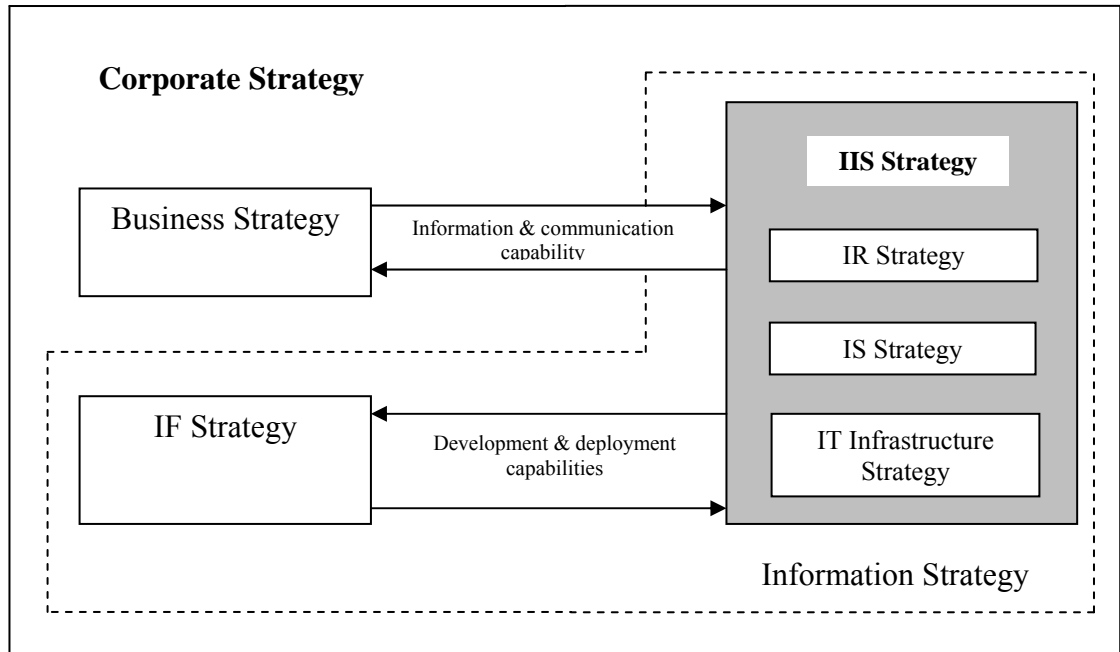 Corporate Strategy
IIS Strategy
Business Strategy
Information & communication
capability
IR Strategy
IS Strategy
IF Strategy
Development & deployment
capabilities
IT Infrastructure
Strategy
Information Strategy